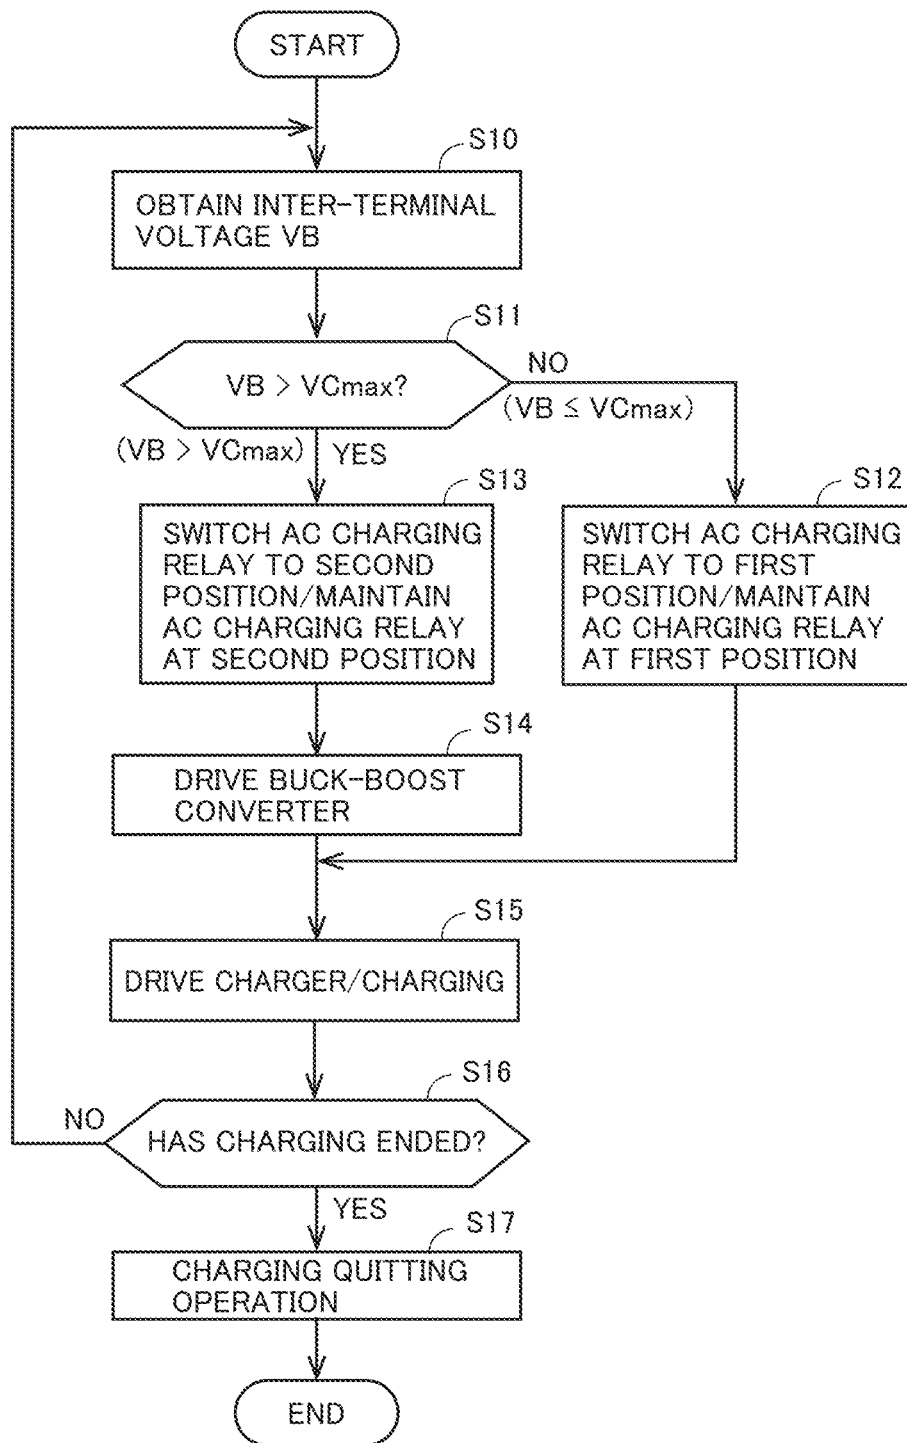 START
S10
OBTAIN INTER-TERMINAL
VOLTAGE VB
S11
VB > VCmax?
NO
(VB ≤ VCmax)
(VB > VCmax)
YES
S13
SWITCH AC CHARGING
RELAY TO SECOND
POSITION/MAINTAIN
AC CHARGING RELAY
AT SECOND POSITION
S12
SWITCH AC CHARGING
RELAY TO FIRST
POSITION/MAINTAIN
AC CHARGING RELAY
AT FIRST POSITION
S14
DRIVE BUCK-BOOST
CONVERTER
S15
DRIVE CHARGER/CHARGING
S16
NO
HAS CHARGING ENDED?
YES
S17
CHARGING QUITTING
OPERATION
END